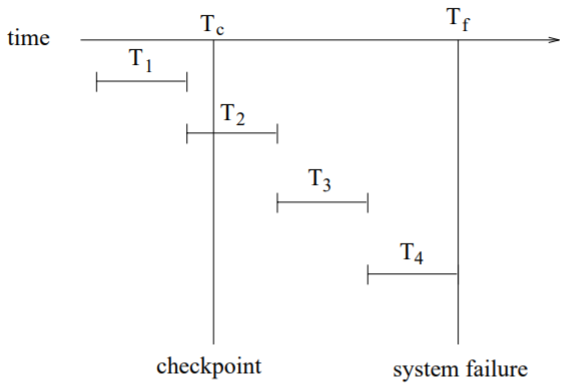 time
T_c
T_f
T_1
T_2
T_3
T_4
checkpoint
system failure